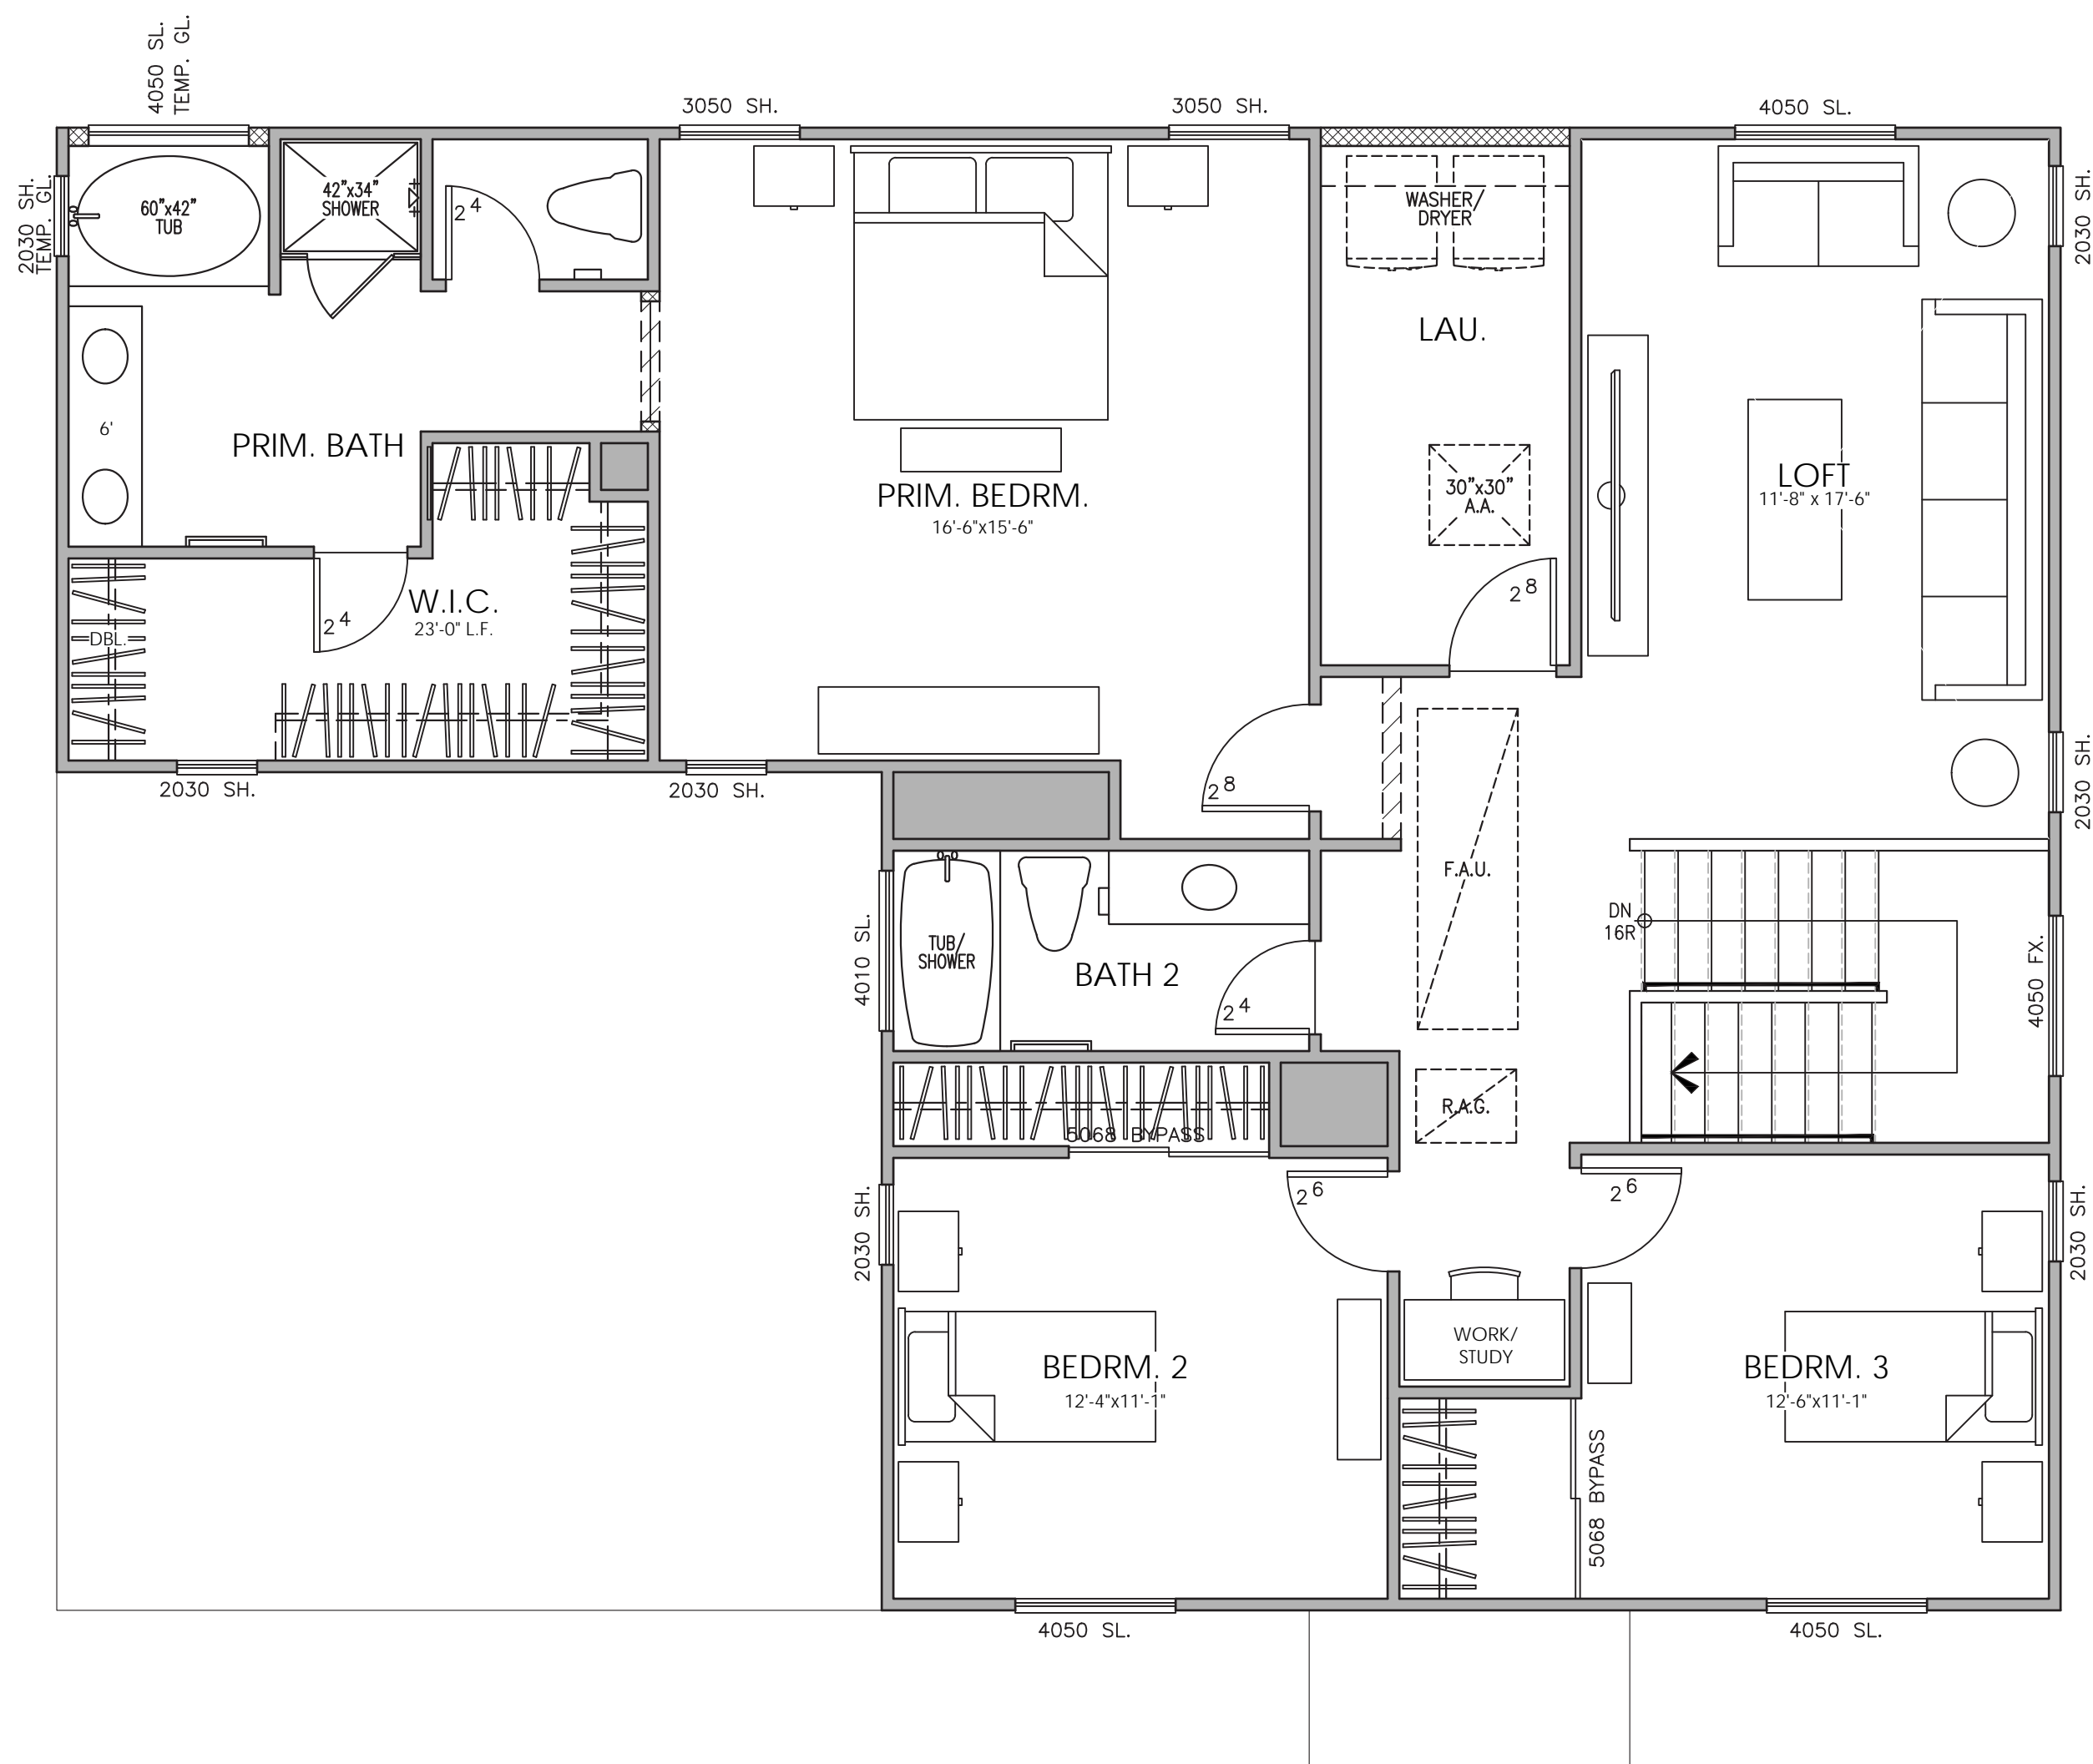 4050 SL.
TEMP. GL.
3050 SH.
3050 SH.
4050 SL.
2030 SH.
TEMP. GL.
60"x42"
TUB
42"x34"
SHOWER
2 4
WASHER/
DRYER
2030 SH.
LAU.
6'
PRIM. BATH
PRIM. BEDRM.
16'-6"x15'-6"
30"x30"
A.A.
LOFT
11'-8" x 17'-6"
2 8
W.I.C.
23'-0" L.F.
2 4
DBL.
2030 SH.
2030 SH.
2 8
2030 SH.
F.A.U.
DN
16R
4010 SL.
TUB/
SHOWER
BATH 2
2 4
4050 FX.
R.A.G.
5068 BYPASS
2030 SH.
2 6
2 6
2030 SH.
WORK/
STUDY
BEDRM. 2
12'-4"x11'-1"
BEDRM. 3
12'-6"x11'-1"
5068 BYPASS
4050 SL.
4050 SL.